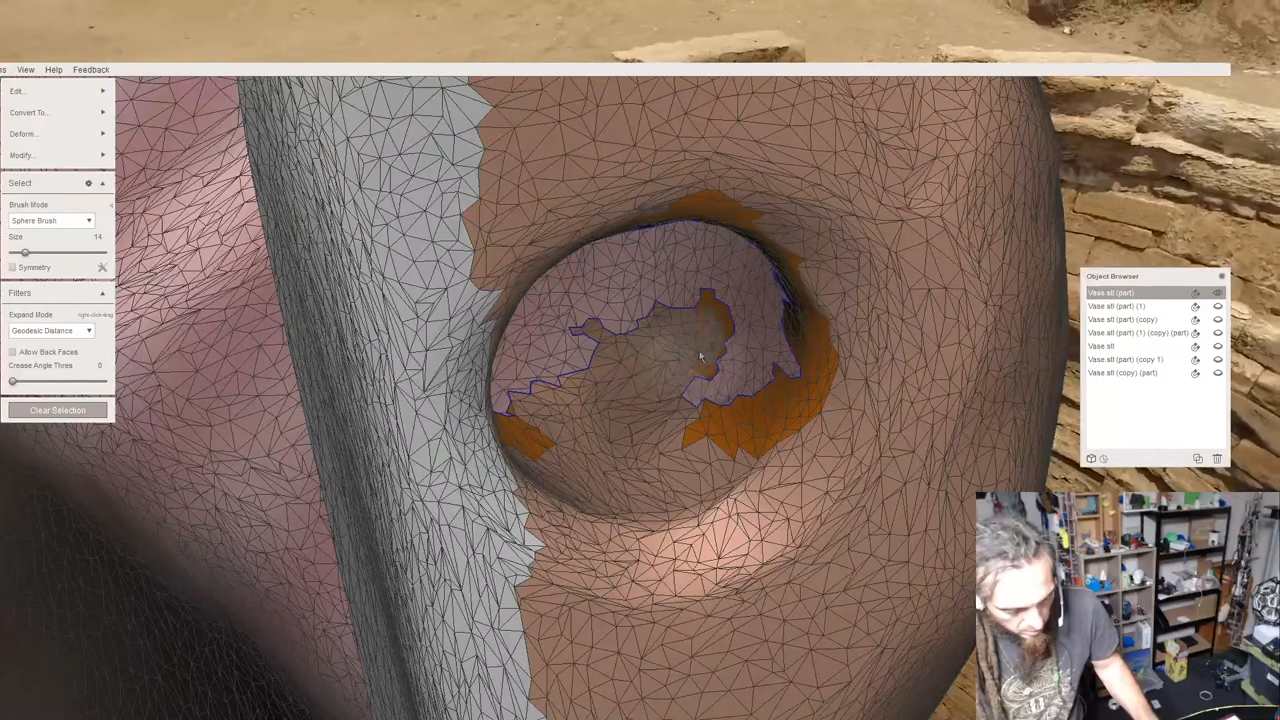 View Help Feedback
Edit...
Convert To...
Deform...
Modify...
Select
Brush Mode
Sphere Brush
Size 14
Symmetry
Filters
Expand Mode right-click-drag
Geodesic Distance
Allow Back Faces
Crease Angle Thres 0
Clear Selection
Object Browser
Vase.stl (part)
Vase.stl (part) (1)
Vase.stl (part) (copy)
Vase.stl (part) (1) (copy) (part)
Vase.stl
Vase.stl (part) (copy 1)
Vase.stl (copy) (part)